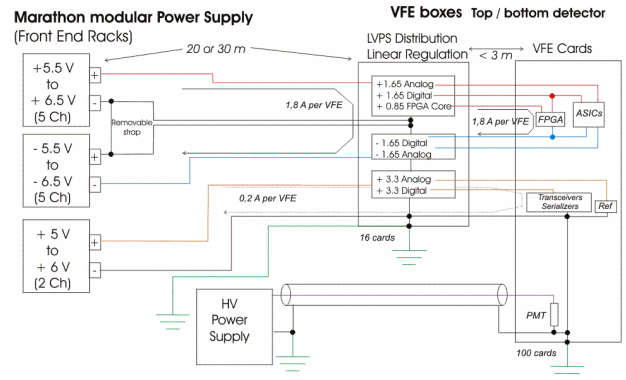 Marathon modular Power Supply
(Front End Racks)
VFE boxes Top / bottom detector
20 or 30 m
LVPS Distribution
Linear Regulation
< 3 m
VFE Cards
+5.5 V
to
+ 6.5 V
(5 Ch)
+
-
Removable
strap
1,8 A per VFE
+1.65 Analog
+ 1.65 Digital
+ 0.85 FPGA Core
1,8 A per VFE
FPGA
ASICs
- 5.5 V
to
- 6.5 V
(5 Ch)
+
-
- 1.65 Digital
- 1.65 Analog
+ 3.3 Analog
+ 3.3 Digital
0,2 A per VFE
Transceivers
Serializers
Ref
+ 5 V
to
+ 6 V
(2 Ch)
+
-
16 cards
HV
Power
Supply
PMT
100 cards